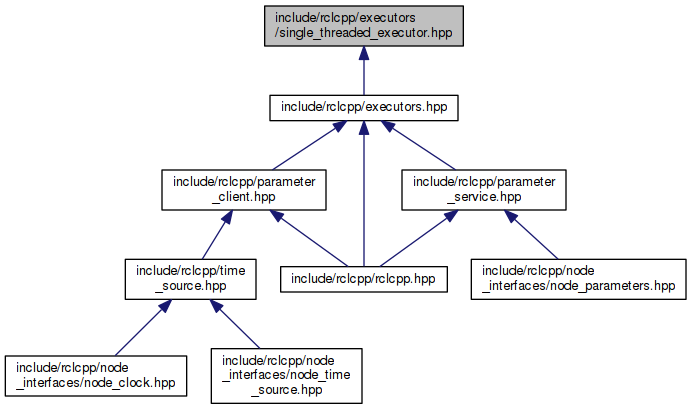 include/rclcpp/executors
/single_threaded_executor.hpp
include/rclcpp/executors.hpp
include/rclcpp/parameter
_client.hpp
include/rclcpp/parameter
_service.hpp
include/rclcpp/time
_source.hpp
include/rclcpp/rclcpp.hpp
include/rclcpp/node
_interfaces/node_parameters.hpp
include/rclcpp/node
_interfaces/node_clock.hpp
include/rclcpp/node
_interfaces/node_time
_source.hpp